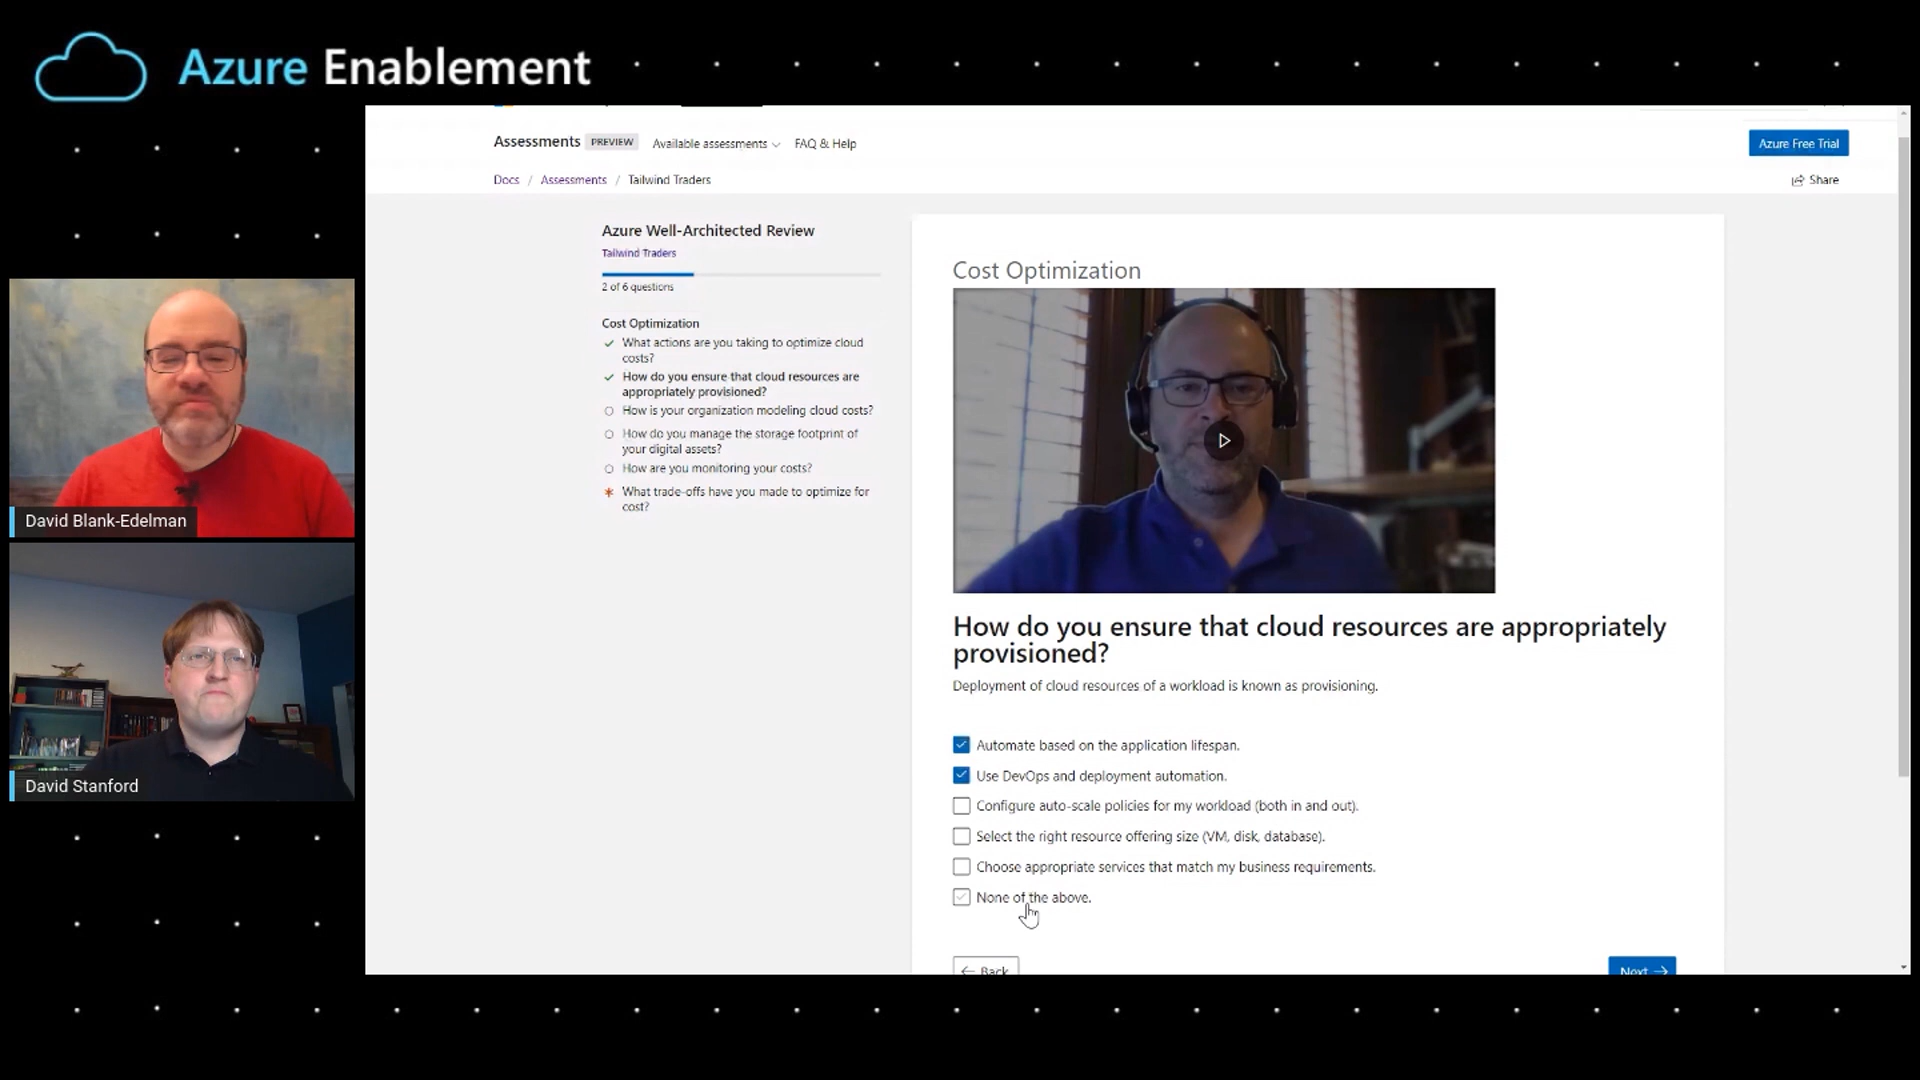 Azure Enablement
Assessments PREVIEW Available assessments FAQ & Help
Azure Free Trial
Docs / Assessments / Tailwind Traders
Share
Azure Well-Architected Review
Tailwind Traders
2 of 6 questions
Cost Optimization
What actions are you taking to optimize cloud
costs?
How do you ensure that cloud resources are
appropriately provisioned?
How is your organization modeling cloud costs?
How do you manage the storage footprint of
your digital assets?
How are you monitoring your costs?
* What trade-offs have you made to optimize for
cost?
Cost Optimization
How do you ensure that cloud resources are appropriately
provisioned?
Deployment of cloud resources of a workload is known as provisioning.
Automate based on the application lifespan.
Use DevOps and deployment automation.
Configure auto-scale policies for my workload (both in and out).
Select the right resource offering size (VM, disk, database).
Choose appropriate services that match my business requirements.
None of the above.
← Back
Next →
David Blank-Edelman
David Stanford